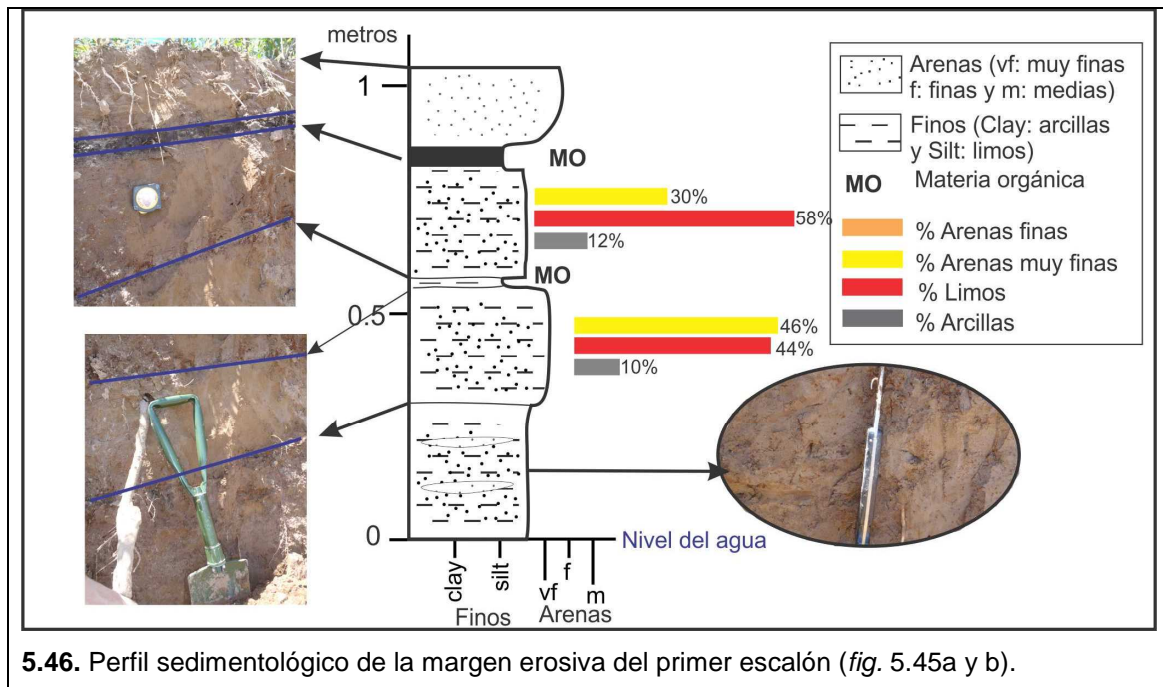 metros
1
0.5
0
MO
MO
30%
58%
12%
46%
44%
10%
Nivel del agua
clay
silt
vf
f
m
Finos
Arenas
Arenas (vf: muy finas
f: finas y m: medias)
Finos (Clay: arcillas
y Silt: limos)
MO Materia orgánica
% Arenas finas
% Arenas muy finas
% Limos
% Arcillas
5.46. Perfil sedimentológico de la margen erosiva del primer escalón (fig. 5.45a y b).